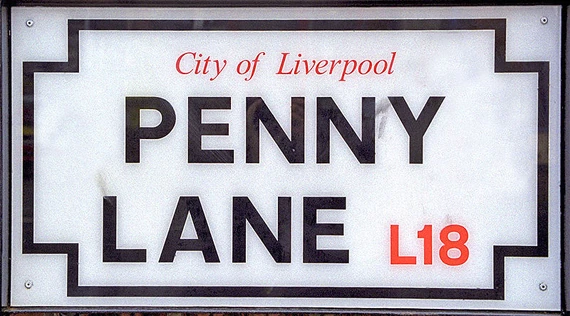 City of Liverpool
PENNY
LANE L18